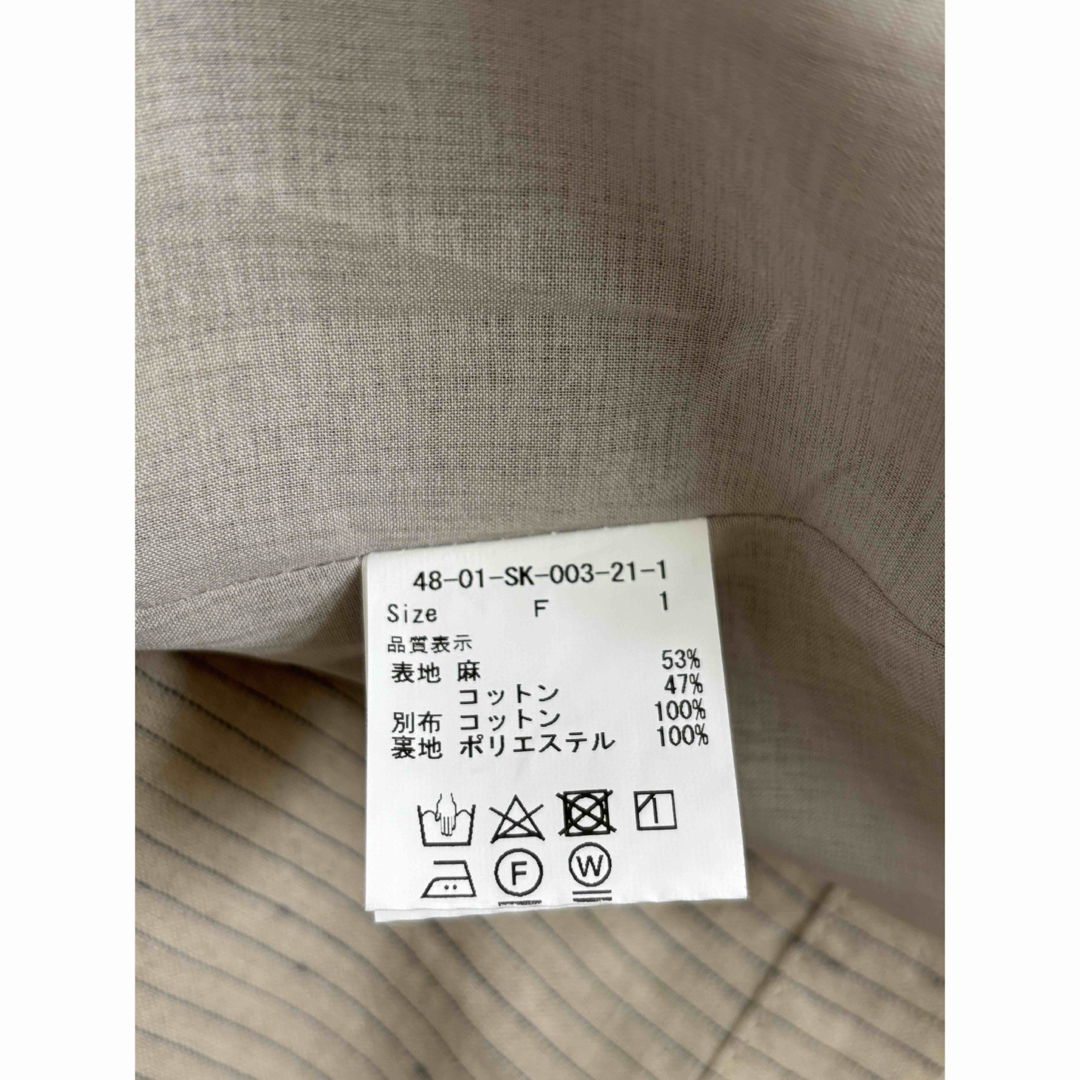 48-01-SK-003-21-1
Size F 1
品質表示
表地 麻 53%
コットン 47%
別布 コットン 100%
裏地 ポリエステル 100%
F W